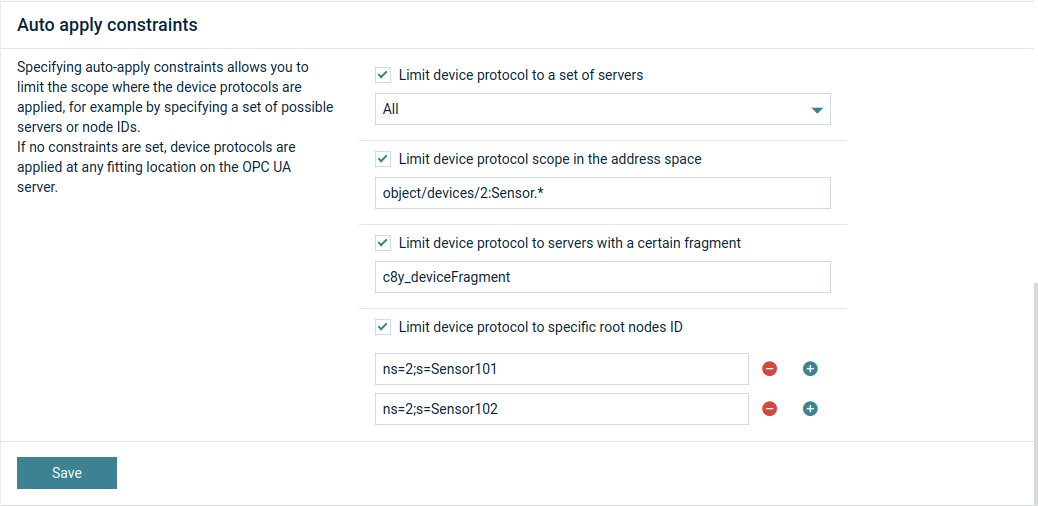 Auto apply constraints
Specifying auto-apply constraints allows you to
limit the scope where the device protocols are
applied, for example by specifying a set of possible
servers or node IDs.
If no constraints are set, device protocols are
applied at any fitting location on the OPC UA
server.
Limit device protocol to a set of servers
All
Limit device protocol scope in the address space
object/devices/2:Sensor.*
Limit device protocol to servers with a certain fragment
c8y_deviceFragment
Limit device protocol to specific root nodes ID
ns=2;s=Sensor101
ns=2;s=Sensor102
Save